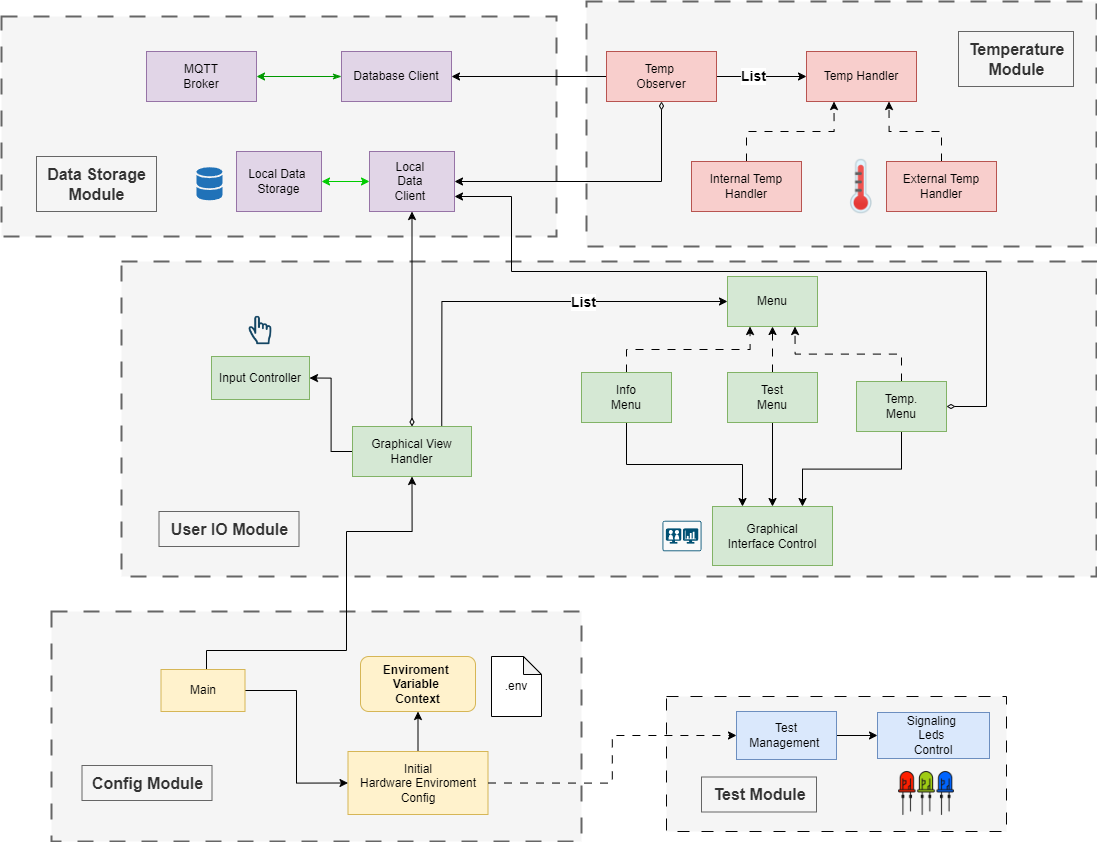 MQTT
Broker
Database Client
Temp
Observer
List
Temp Handler
Temperature
Module
Data Storage
Module
Local Data
Storage
Local
Data
Client
Internal Temp
Handler
External Temp
Handler
List
Menu
Input Controller
Info
Menu
Test
Menu
Temp.
Menu
Graphical View
Handler
User IO Module
Graphical
Interface Control
Main
Enviroment
Variable
Context
.env
Initial
Hardware Enviroment
Config
Config Module
Test
Management
Signaling
Leds
Control
Test Module
PJ
PJ
PJ